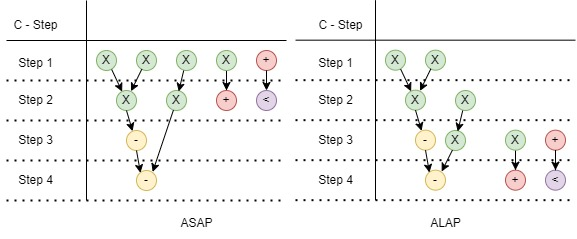 C - Step
Step 1 X X X X +
Step 2 X X + <
Step 3 -
Step 4 -
ASAP
C - Step
Step 1 X X
Step 2 X X
Step 3 - X X +
Step 4 - + <
ALAP